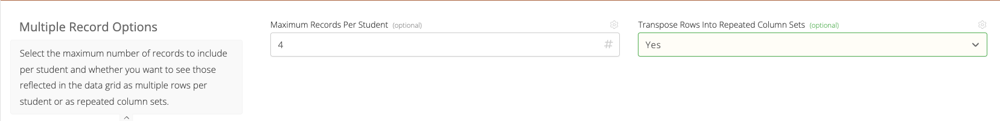 Multiple Record Options
Select the maximum number of records to include
per student and whether you want to see those
reflected in the data grid as multiple rows per
student or as repeated column sets.
Maximum Records Per Student (optional)
4 #
Transpose Rows Into Repeated Column Sets (optional)
Yes